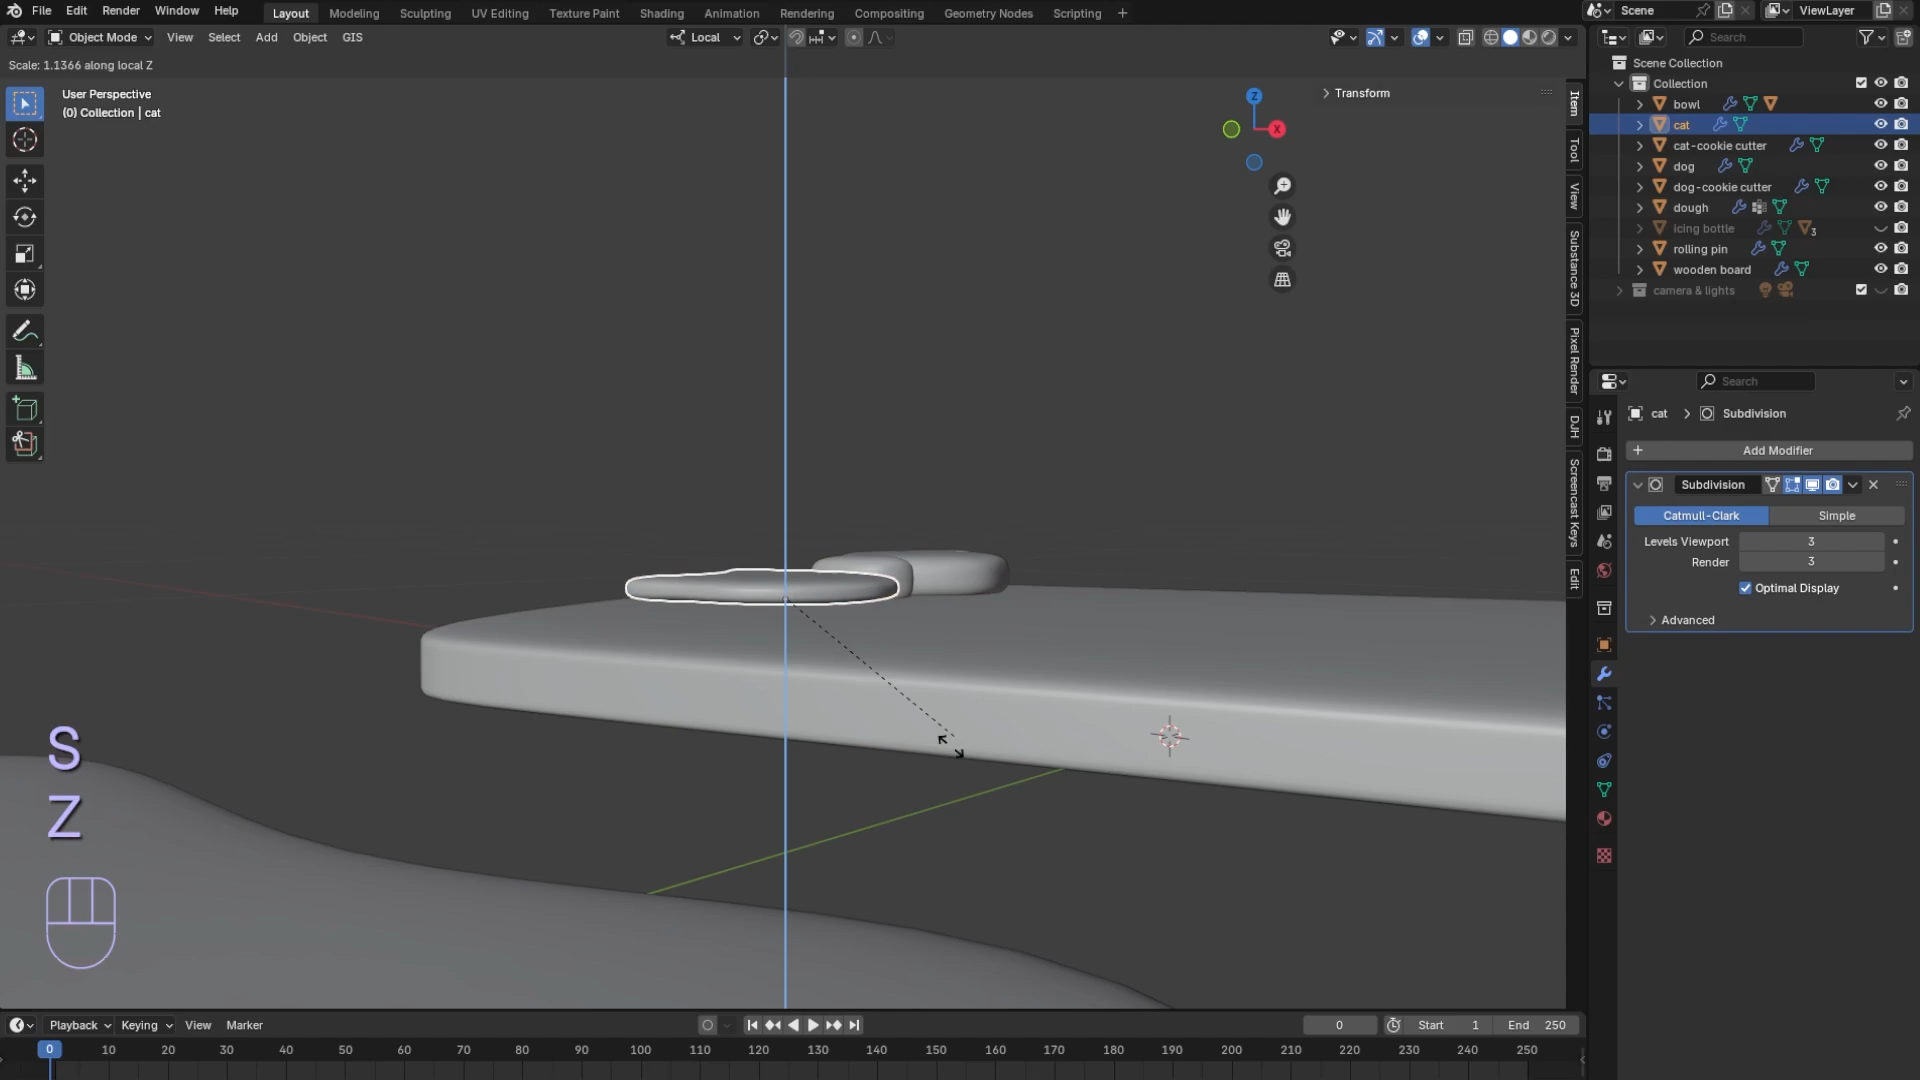 File Edit Render Window Help Layout Modeling Sculpting UV Editing Texture Paint Shading Animation Rendering Compositing Geometry Nodes Scripting + Scene ViewLayer
Object Mode View Select Add Object GIS Local Search
Scale: 1.1366 along local Z
User Perspective
(0) Collection | cat
Transform
Z
X
Item
Tool
View
Substance 3D
Pixel Render
DJH
Screencast Keys
Edit
Scene Collection
Collection
bowl
cat
cat-cookie cutter
dog
dog-cookie cutter
dough
icing bottle 3
rolling pin
wooden board
camera & lights
Search
cat > Subdivision
+ Add Modifier
Subdivision
Catmull-Clark Simple
Levels Viewport 3
Render 3
Optimal Display
Advanced
S
Z
Playback Keying View Marker 0 Start 1 End 250
0 10 20 30 40 50 60 70 80 90 100 110 120 130 140 150 160 170 180 190 200 210 220 230 240 250